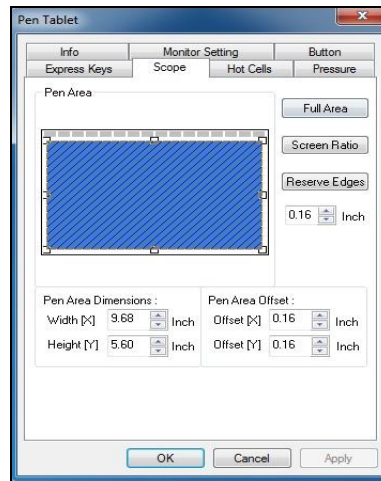 Pen Tablet
Info Monitor Setting Button
Express Keys Scope Hot Cells Pressure
Pen Area
Full Area
Screen Ratio
Reserve Edges
0.16 Inch
Pen Area Dimensions :
Width [X] 9.68 Inch
Height [Y] 5.60 Inch
Pen Area Offset :
Offset [X] 0.16 Inch
Offset [Y] 0.16 Inch
OK Cancel Apply